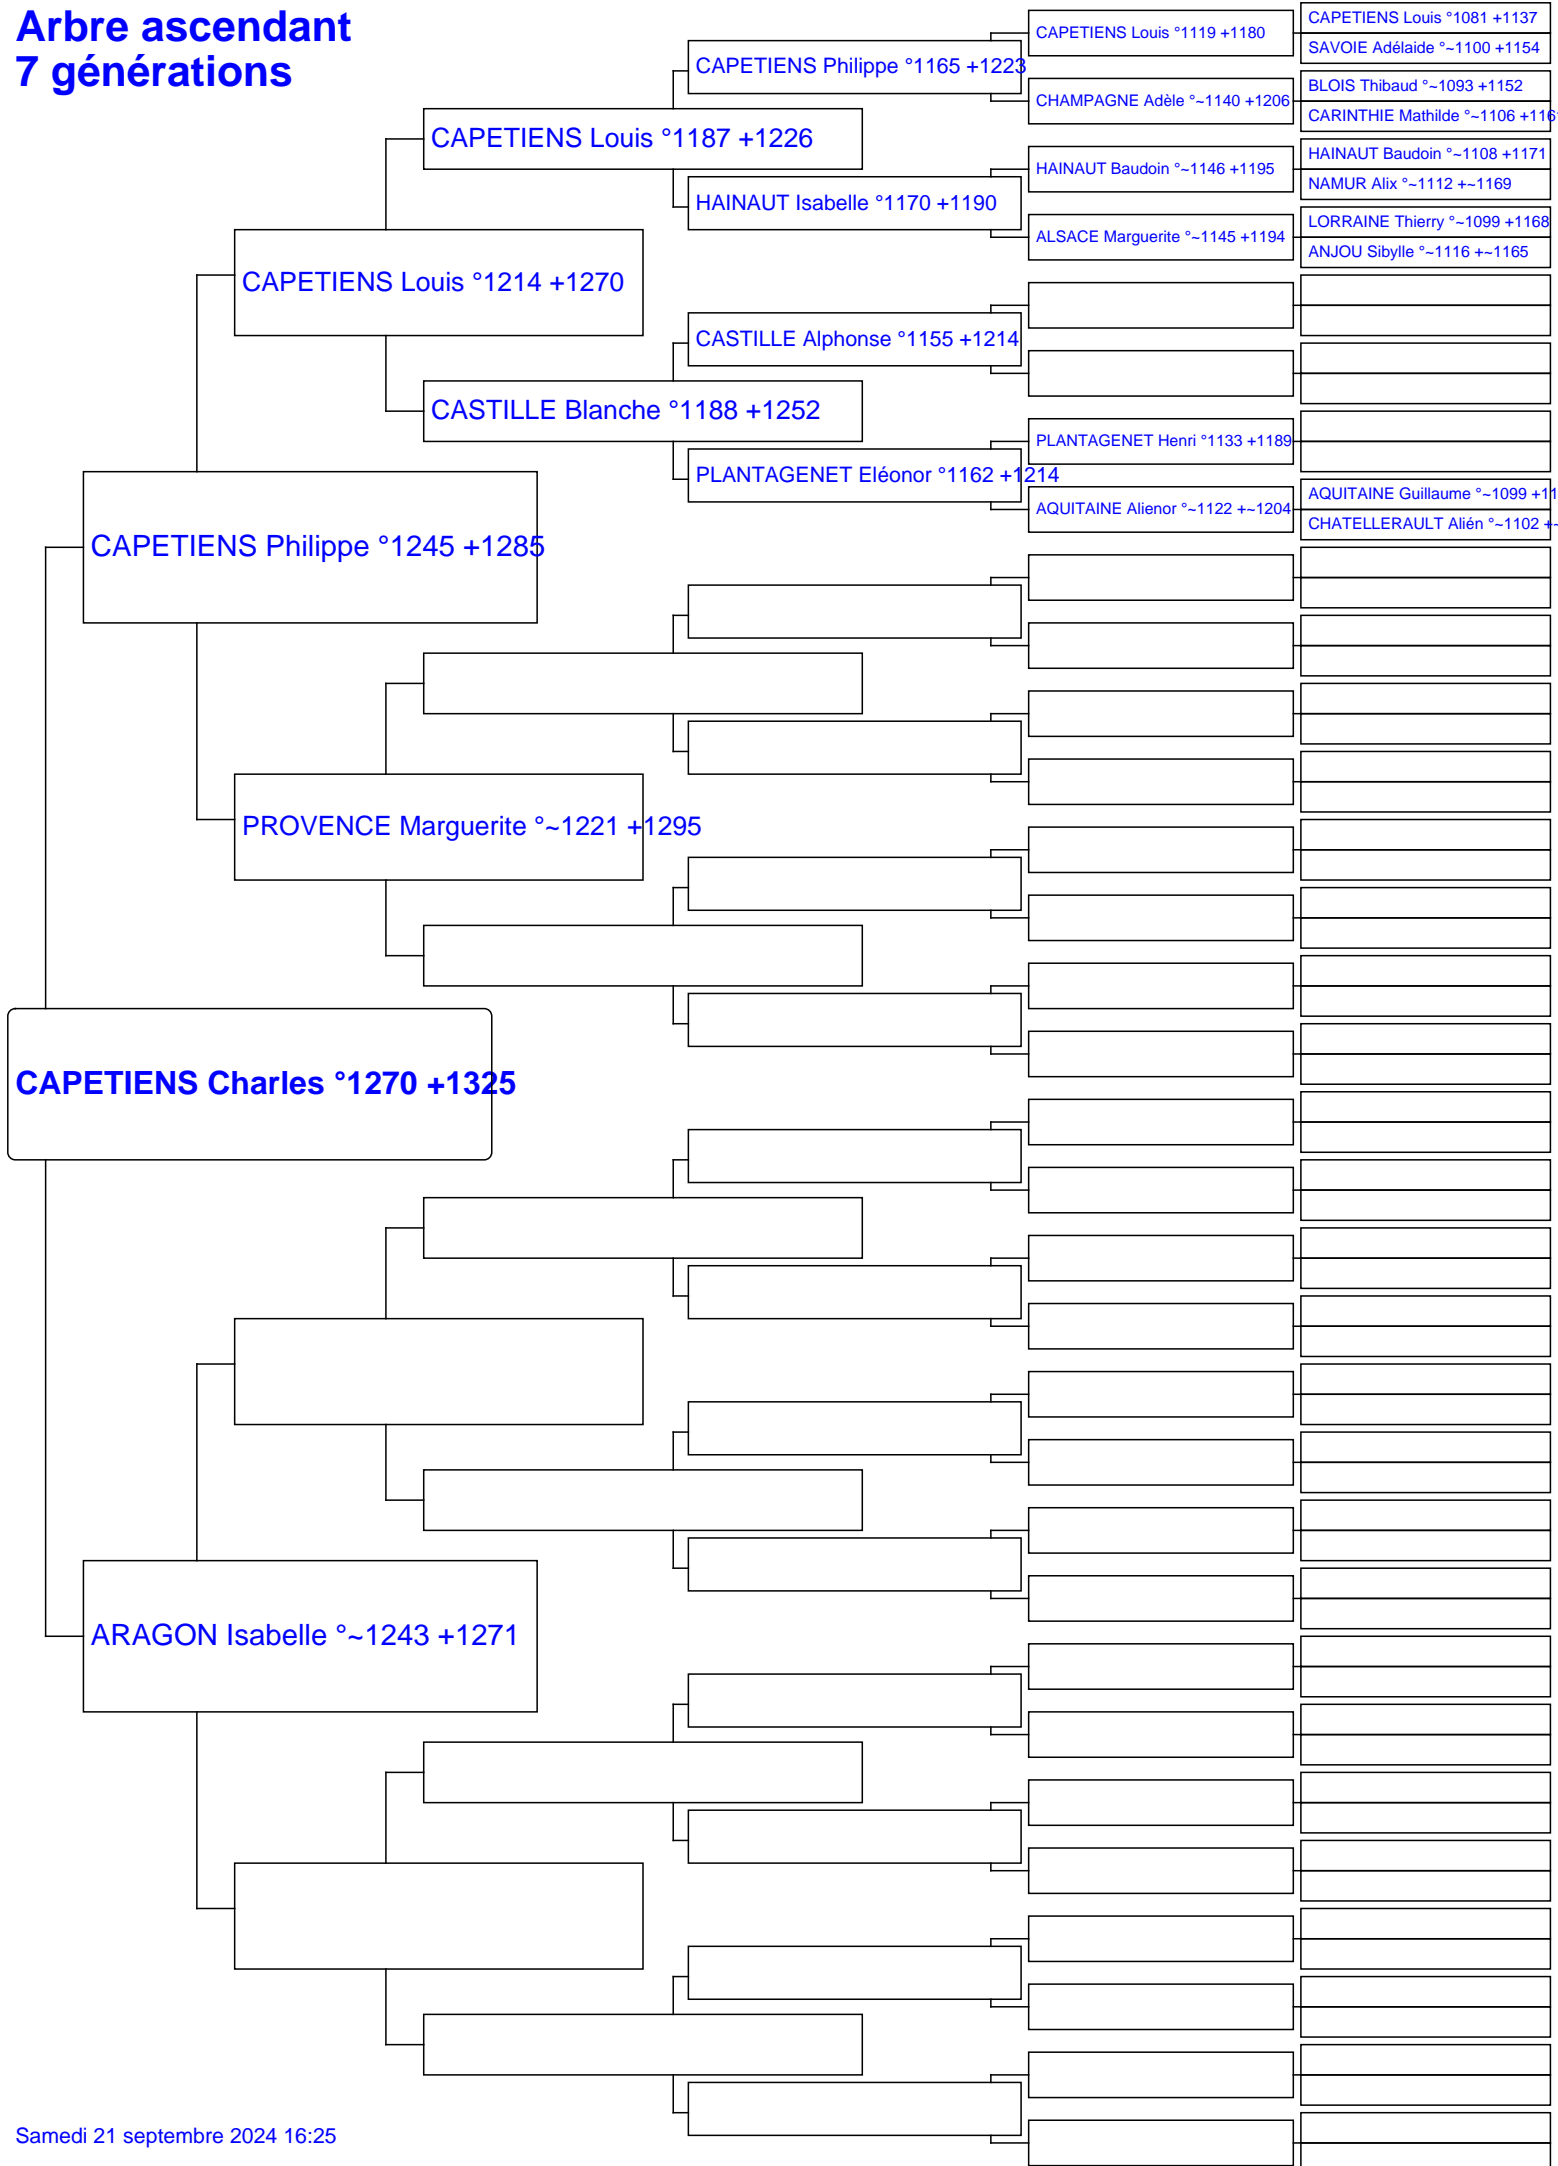 Arbre ascendant
7 générations
CAPETIENS Louis °1081 +1137
CAPETIENS Louis °1119 +1180
SAVOIE Adélaide °~1100 +1154
CAPETIENS Philippe °1165 +1223
BLOIS Thibaud °~1093 +1152
CHAMPAGNE Adèle °~1140 +1206
CARINTHIE Mathilde °~1106 +116
CAPETIENS Louis °1187 +1226
HAINAUT Baudoin °~1108 +1171
HAINAUT Baudoin °~1146 +1195
NAMUR Alix °~1112 +~1169
HAINAUT Isabelle °1170 +1190
LORRAINE Thierry °~1099 +1168
ALSACE Marguerite °~1145 +1194
ANJOU Sibylle °~1116 +~1165
CAPETIENS Louis °1214 +1270
CASTILLE Alphonse °1155 +1214
CASTILLE Blanche °1188 +1252
PLANTAGENET Henri °1133 +1189
PLANTAGENET Eléonor °1162 +1214
AQUITAINE Guillaume °~1099 +11
AQUITAINE Alienor °~1122 +~1204
CHATELLERAULT Alién °~1102 +~
CAPETIENS Philippe °1245 +1285
PROVENCE Marguerite °~1221 +1295
CAPETIENS Charles °1270 +1325
ARAGON Isabelle °~1243 +1271
Samedi 21 septembre 2024 16:25